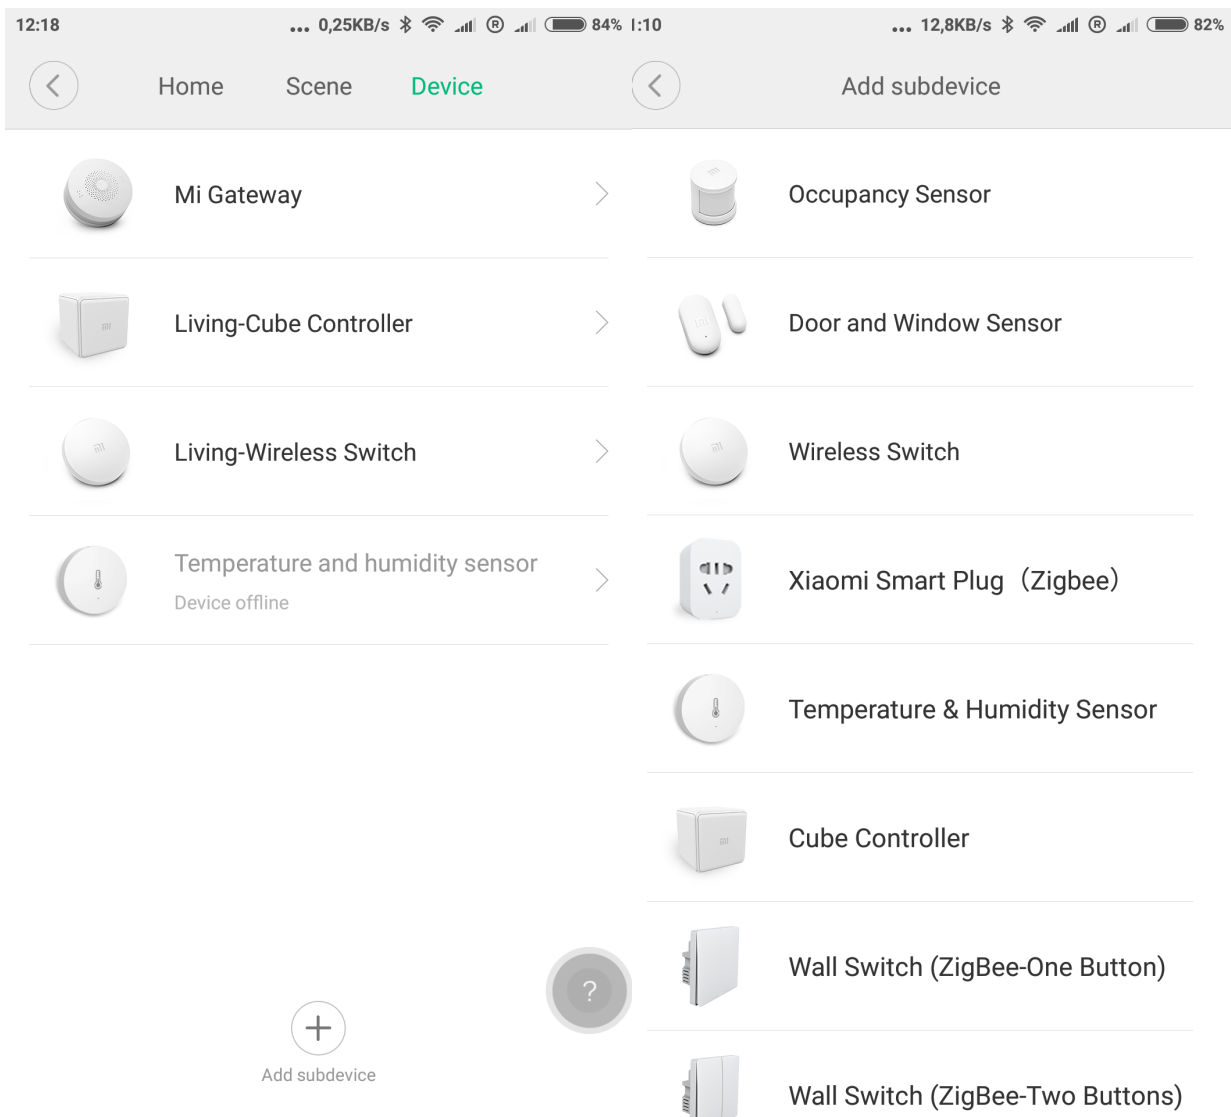 12:18 ... 0,25KB/s R 84%
Home Scene Device
Mi Gateway
Living-Cube Controller
Living-Wireless Switch
Temperature and humidity sensor
Device offline
?
Add subdevice
1:10 ... 12,8KB/s R 82%
Add subdevice
Occupancy Sensor
Door and Window Sensor
Wireless Switch
Xiaomi Smart Plug（Zigbee）
Temperature & Humidity Sensor
Cube Controller
Wall Switch (ZigBee-One Button)
Wall Switch (ZigBee-Two Buttons)